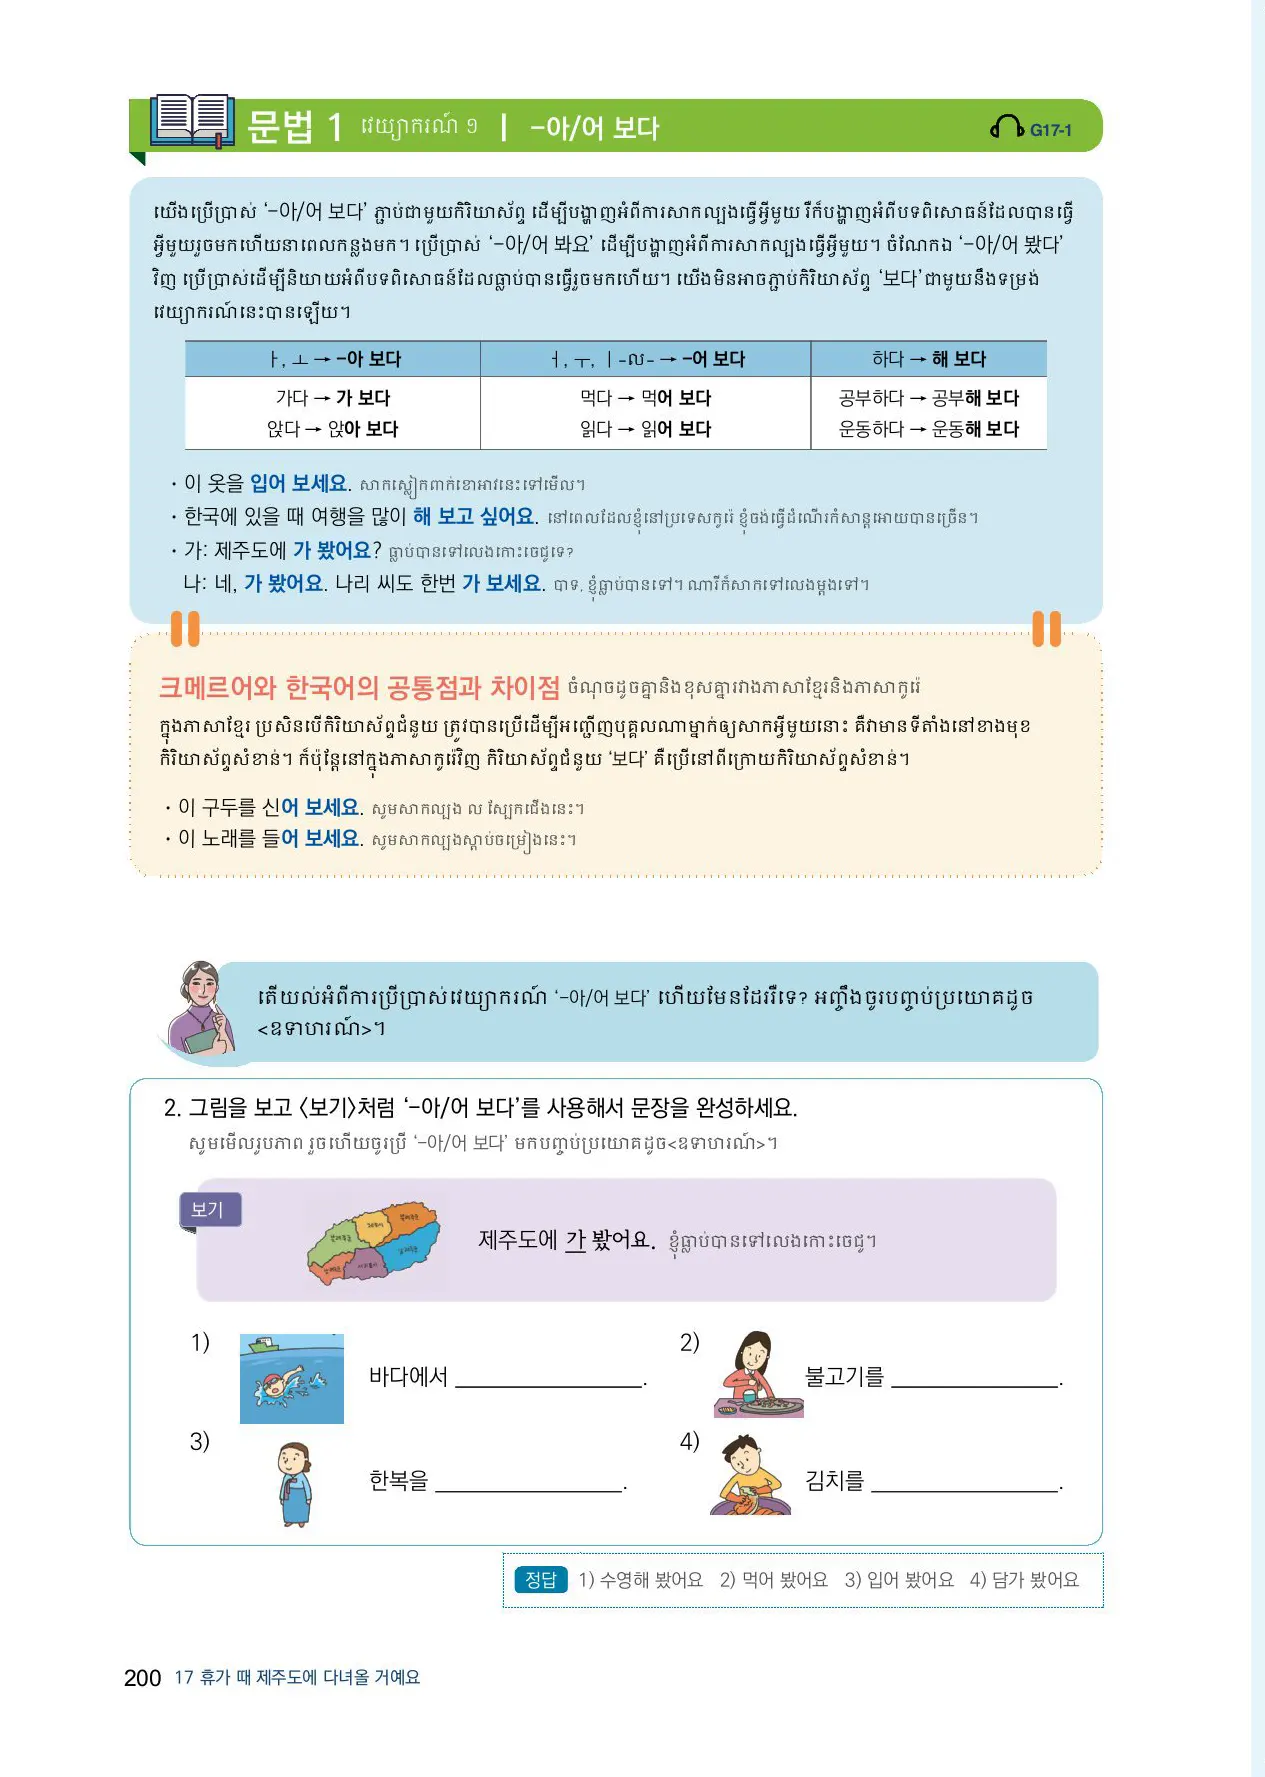 문법 1 វេយ្យាករណ៍ ១ | -아/어 보다 G17-1
យើងប្រើប្រាស់ ‘-아/어 보다’ ភ្ជាប់ជាមួយកិរិយាស័ព្ទ ដើម្បីបង្ហាញអំពីការសាកល្បងធ្វើអ្វីមួយ រឺក៏បង្ហាញអំពីបទពិសោធន៍ដែលបានធ្វើ
អ្វីមួយរួចមកហើយនាពេលកន្លងមក។ ប្រើប្រាស់ ‘-아/어 봐요’ ដើម្បីបង្ហាញអំពីការសាកល្បងធ្វើអ្វីមួយ។ ចំណែកឯ ‘-아/어 봤다’
វិញ ប្រើប្រាស់ដើម្បីនិយាយអំពីបទពិសោធន៍ដែលធ្លាប់បានធ្វើរួចមកហើយ។ យើងមិនអាចភ្ជាប់កិរិយាស័ព្ទ ‘보다’ ជាមួយនឹងទម្រង់
វេយ្យាករណ៍នេះបានឡើយ។
ㅏ, ㅗ → -아 보다 ㅓ, ㅜ, ㅣ-ល- → -어 보다 하다 → 해 보다
가다 → 가 보다 먹다 → 먹어 보다 공부하다 → 공부해 보다
앉다 → 앉아 보다 읽다 → 읽어 보다 운동하다 → 운동해 보다
· 이 옷을 입어 보세요. សាកស្លៀកពាក់ខោអាវនេះទៅមើល។
· 한국에 있을 때 여행을 많이 해 보고 싶어요. នៅពេលដែលខ្ញុំនៅប្រទេសកូរ៉េ ខ្ញុំចង់ធ្វើដំណើរកំសាន្តអោយបានច្រើន។
· 가: 제주도에 가 봤어요? ធ្លាប់បានទៅលេងកោះចេជូទេ?
나: 네, 가 봤어요. 나리 씨도 한번 가 보세요. បាទ, ខ្ញុំធ្លាប់បានទៅ។ ណារីក៏សាកទៅលេងម្តងទៅ។
크메르어와 한국어의 공통점과 차이점 ចំណុចដូចគ្នានិងខុសគ្នារវាងភាសាខ្មែរនិងភាសាកូរ៉េ
ក្នុងភាសាខ្មែរ ប្រសិនបើកិរិយាស័ព្ទជំនួយ ត្រូវបានប្រើដើម្បីអញ្ជើញបុគ្គលណាម្នាក់ឲ្យសាកអ្វីមួយនោះ គឺវាមានទីតាំងនៅខាងមុខ
កិរិយាស័ព្ទសំខាន់។ ក៏ប៉ុន្តែនៅក្នុងភាសាកូរ៉េវិញ កិរិយាស័ព្ទជំនួយ ‘보다’ គឺប្រើនៅពីក្រោយកិរិយាស័ព្ទសំខាន់។
· 이 구두를 신어 보세요. សូមសាកល្បង ល ស្បែកជើងនេះ។
· 이 노래를 들어 보세요. សូមសាកល្បងស្តាប់ចម្រៀងនេះ។
តើយល់អំពីការប្រើប្រាស់វេយ្យាករណ៍ ‘-아/어 보다’ ហើយមែនដែររឺទេ? អញ្ចឹងចូរបញ្ចប់ប្រយោគដូច
<ឧទាហរណ៍>។
2. 그림을 보고 〈보기〉처럼 ‘-아/어 보다’를 사용해서 문장을 완성하세요.
សូមមើលរូបភាព រួចហើយចូរប្រើ ‘-아/어 보다’ មកបញ្ចប់ប្រយោគដូច<ឧទាហរណ៍>។
보기
제주도에 가 봤어요. ខ្ញុំធ្លាប់បានទៅលេងកោះចេជូ។
1) 바다에서 ________________.
2) 불고기를 ________________.
3) 한복을 ________________.
4) 김치를 ________________.
정답 1) 수영해 봤어요 2) 먹어 봤어요 3) 입어 봤어요 4) 담가 봤어요
200 17 휴가 때 제주도에 다녀올 거예요